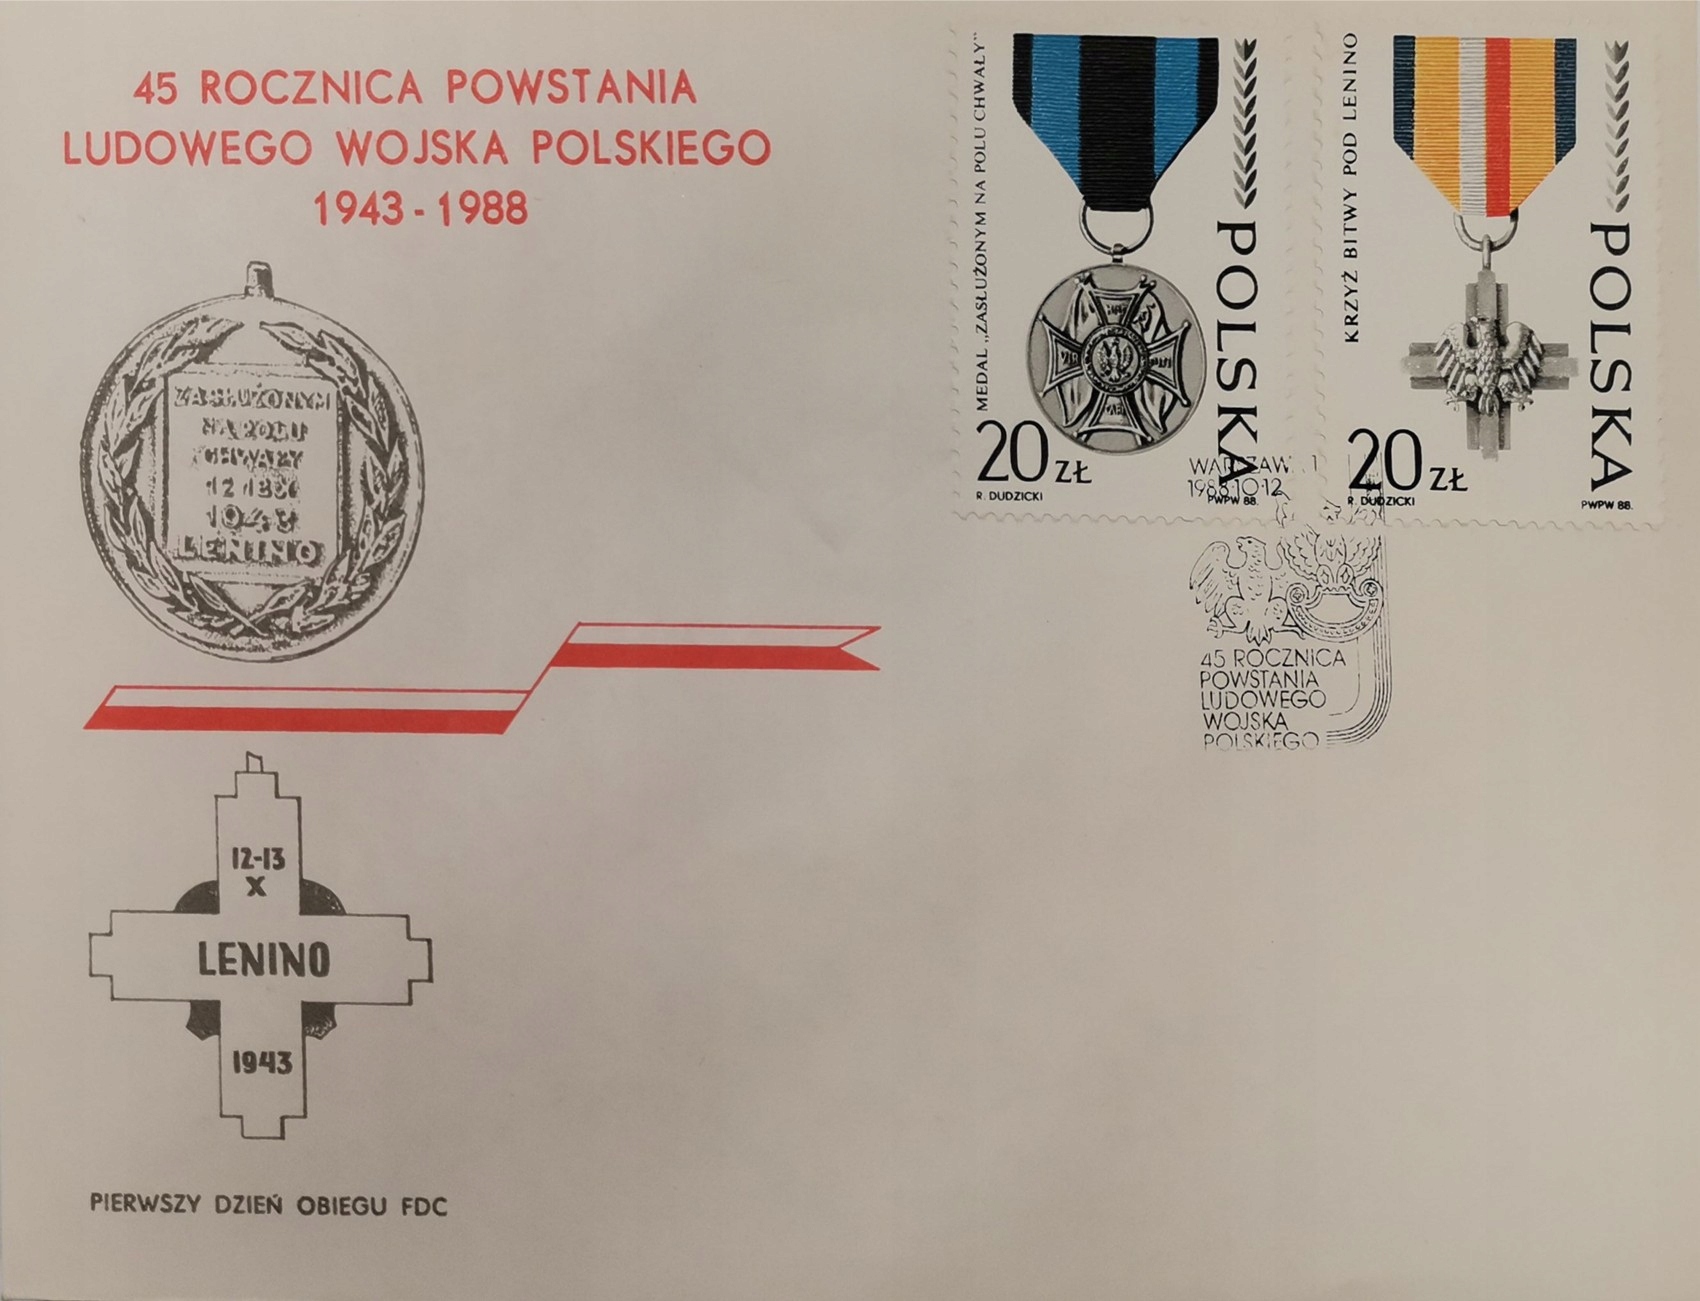 45 ROCZNICA POWSTANIA
LUDOWEGO WOJSKA POLSKIEGO
1943 - 1988
ZASŁUŻONYM
CHWAŁY
1943
LENINO
12-13
X
LENINO
1943
PIERWSZY DZIEŃ OBIEGU FDC
MEDAL „ZASŁUŻONYM NA POLU CHWAŁY"
POLSKA
20 ZŁ
R. DUDZICKI
PWPW 88.
KRZYŻ BITWY POD LENINO
POLSKA
20 ZŁ
R. DUDZICKI
PWPW 88.
1988.10.12
45 ROCZNICA
POWSTANIA
LUDOWEGO
WOJSKA
POLSKIEGO